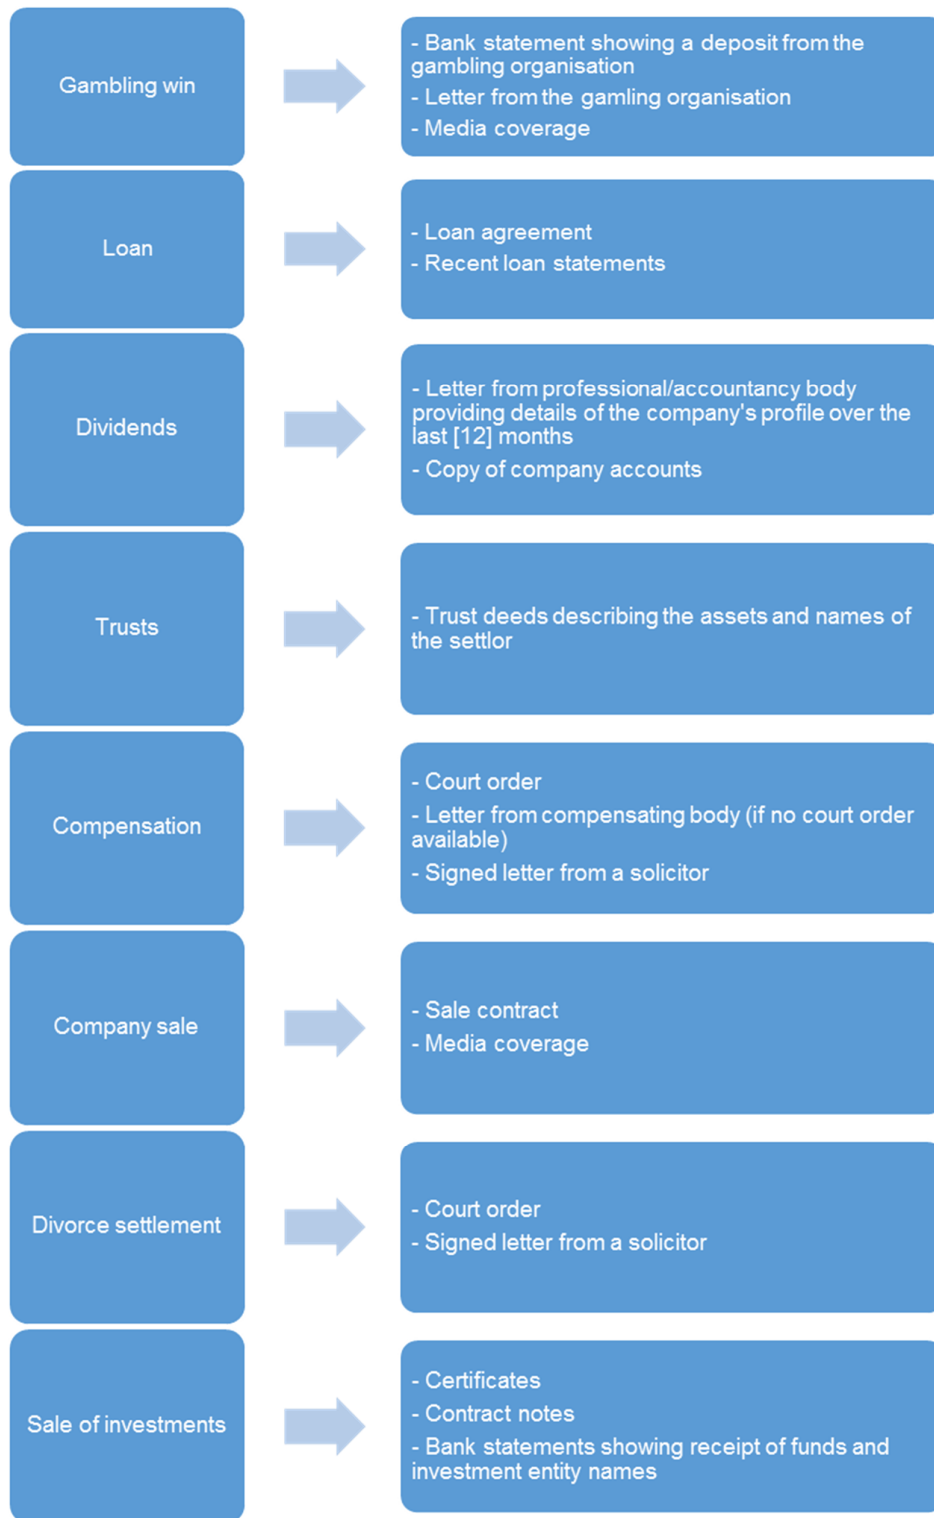 Gambling win
- Bank statement showing a deposit from the
gambling organisation
- Letter from the gamling organisation
- Media coverage
Loan
- Loan agreement
- Recent loan statements
Dividends
- Letter from professional/accountancy body
providing details of the company's profile over the
last [12] months
- Copy of company accounts
Trusts
- Trust deeds describing the assets and names of
the settlor
Compensation
- Court order
- Letter from compensating body (if no court order
available)
- Signed letter from a solicitor
Company sale
- Sale contract
- Media coverage
Divorce settlement
- Court order
- Signed letter from a solicitor
Sale of investments
- Certificates
- Contract notes
- Bank statements showing receipt of funds and
investment entity names